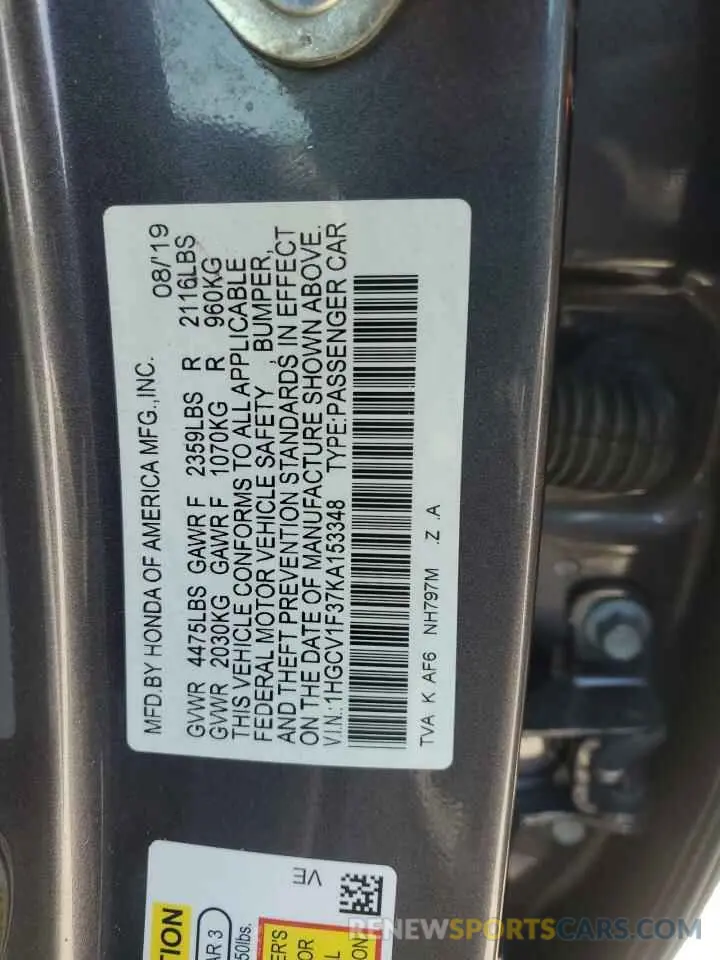 MFD.BY HONDA OF AMERICA MFG.,INC. 08/'19
GVWR 4475LBS GAWR F 2359LBS R 2116LBS
GVWR 2030KG GAWR F 1070KG R 960KG
THIS VEHICLE CONFORMS TO ALL APPLICABLE
FEDERAL MOTOR VEHICLE SAFETY , BUMPER,
AND THEFT PREVENTION STANDARDS IN EFFECT
ON THE DATE OF MANUFACTURE SHOWN ABOVE.
V.I.N.:1HGCV1F37KA153348 TYPE:PASSENGER CAR
TVA K AF6 NH797M .Z .A
VE
RENEWSPORTSCARS.COM